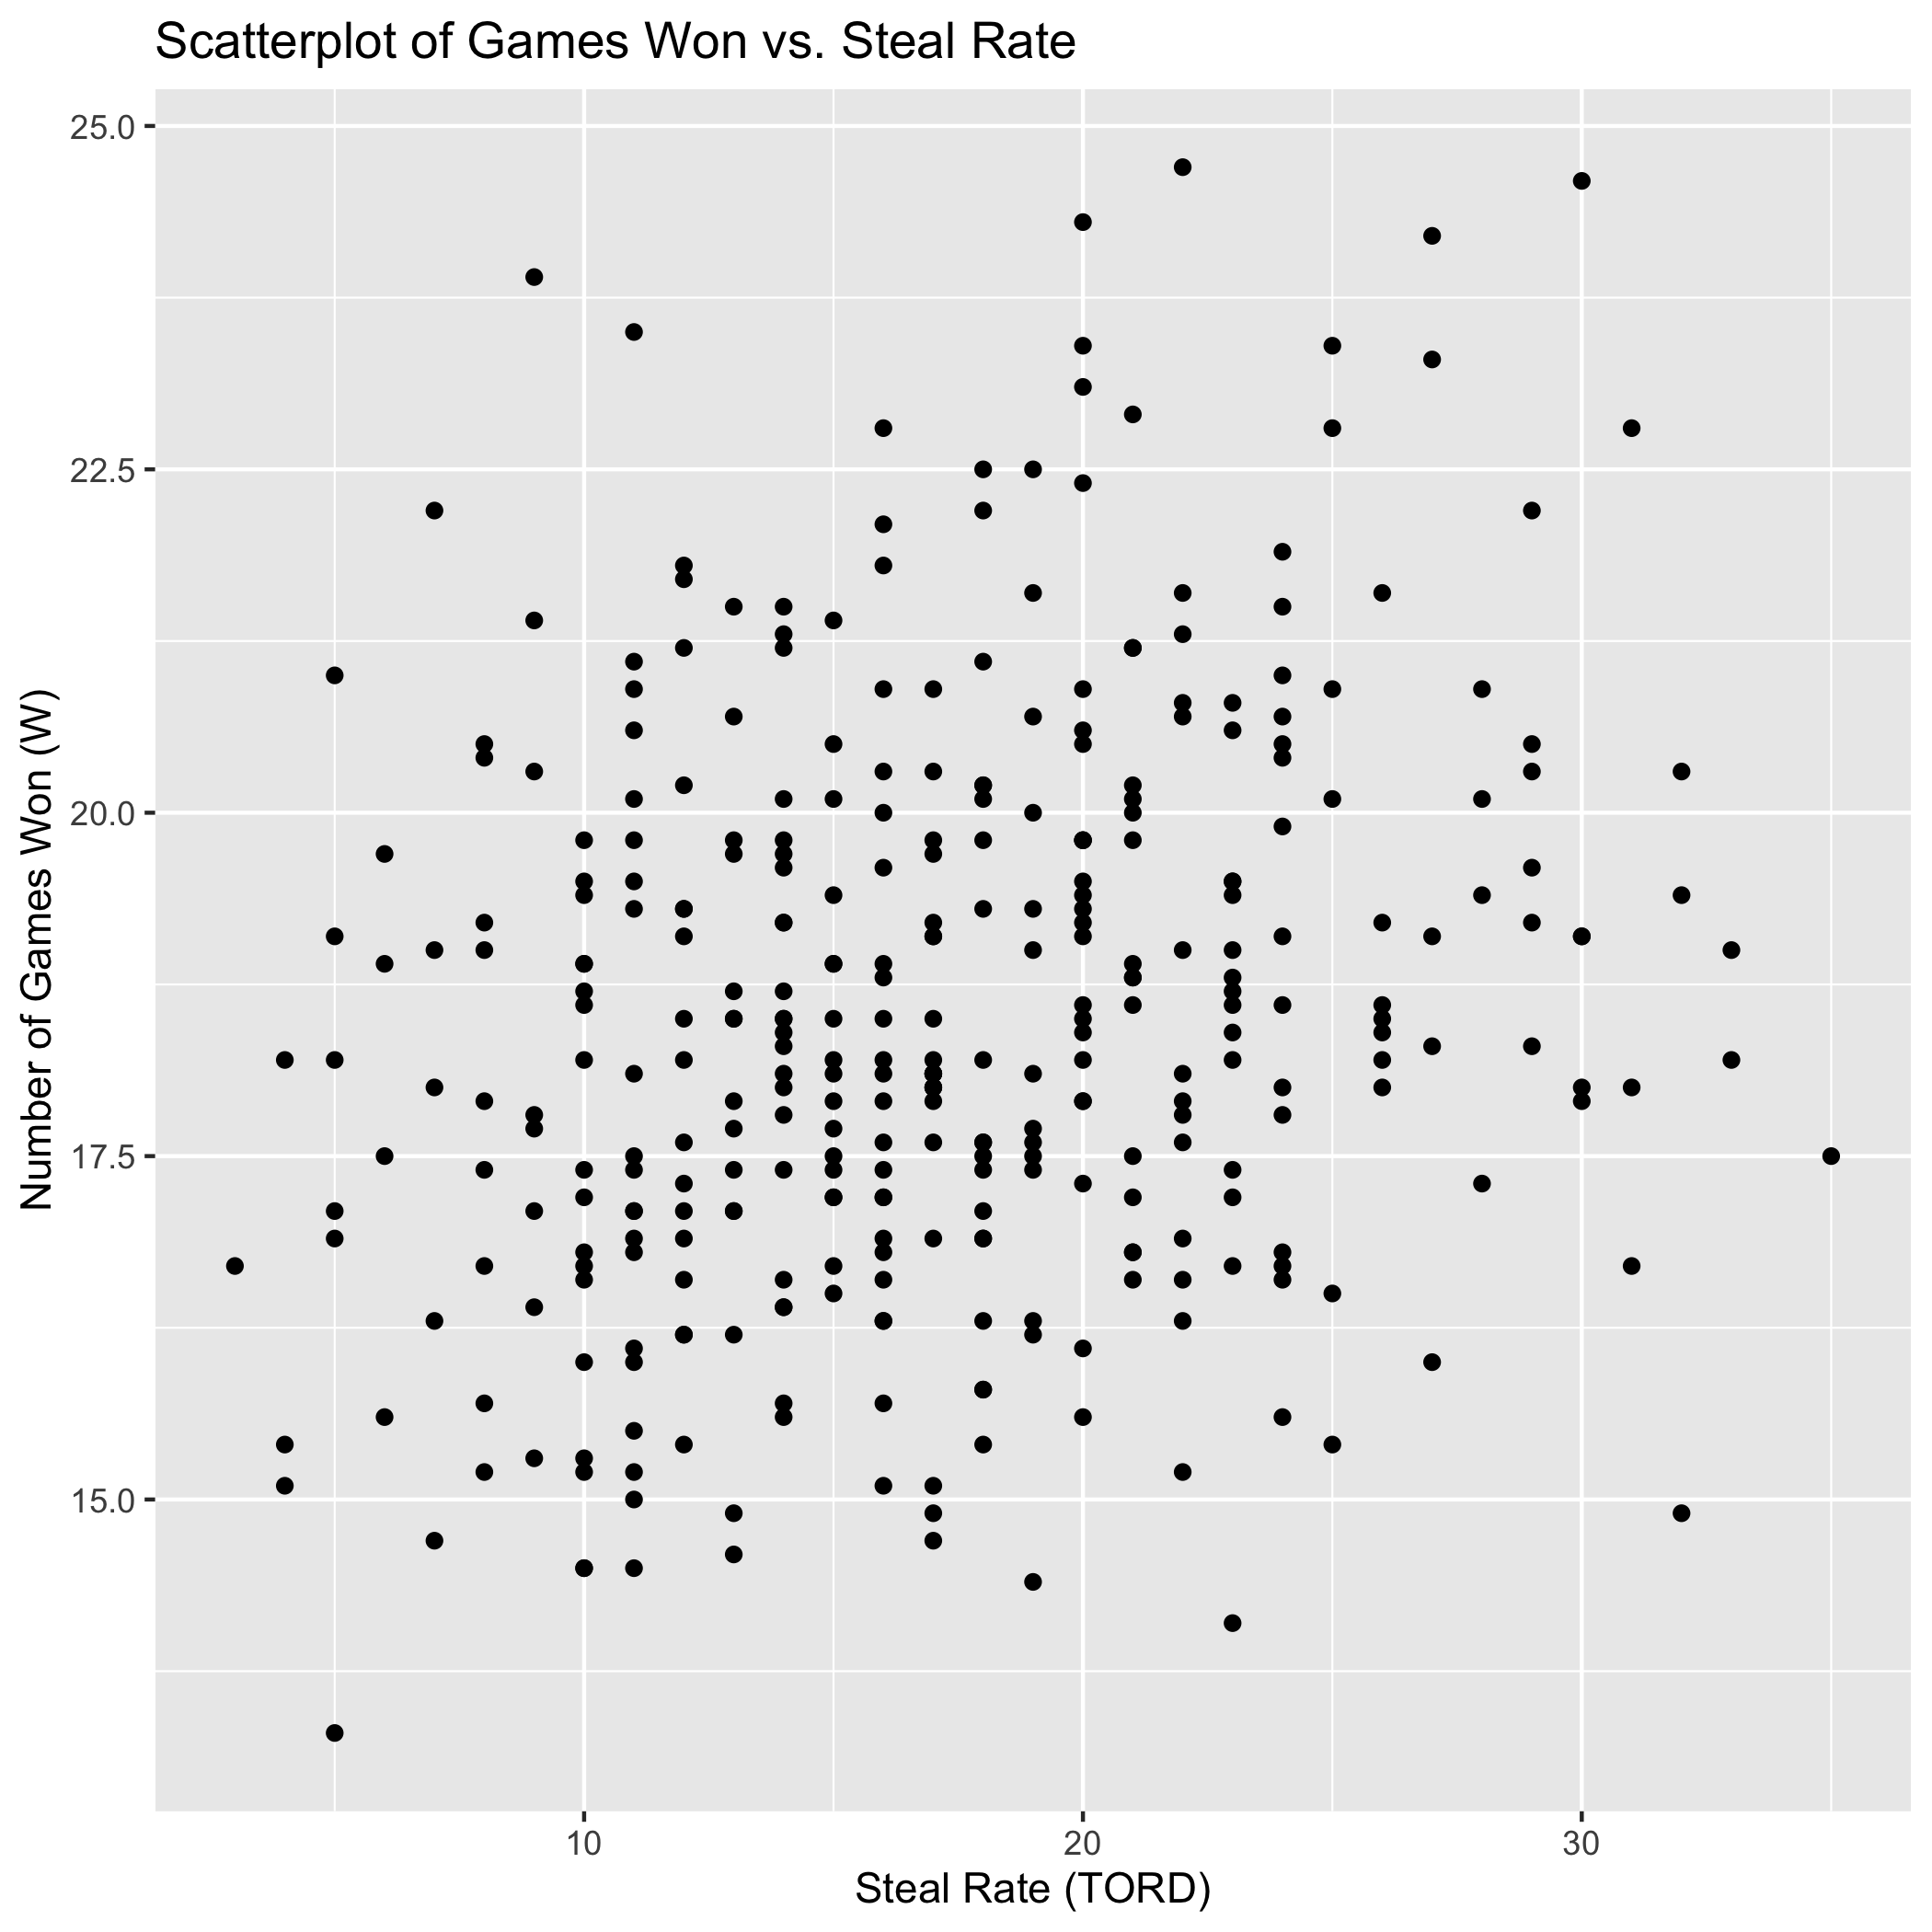 Scatterplot of Games Won vs. Steal Rate
25.0
22.5
20.0
17.5
15.0
Number of Games Won (W)
10 20 30
Steal Rate (TORD)